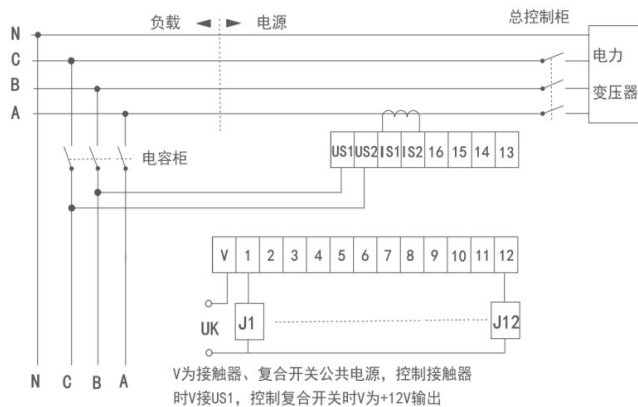 负载 电源 总控制柜
N
C 电力
B 变压器
A
电容柜
US1 US2 IS1 IS2 16 15 14 13
V 1 2 3 4 5 6 7 8 9 10 11 12
UK J1 J12
N C B A
V为接触器、复合开关公共电源，控制接触器
时V接US1，控制复合开关时V为+12V输出